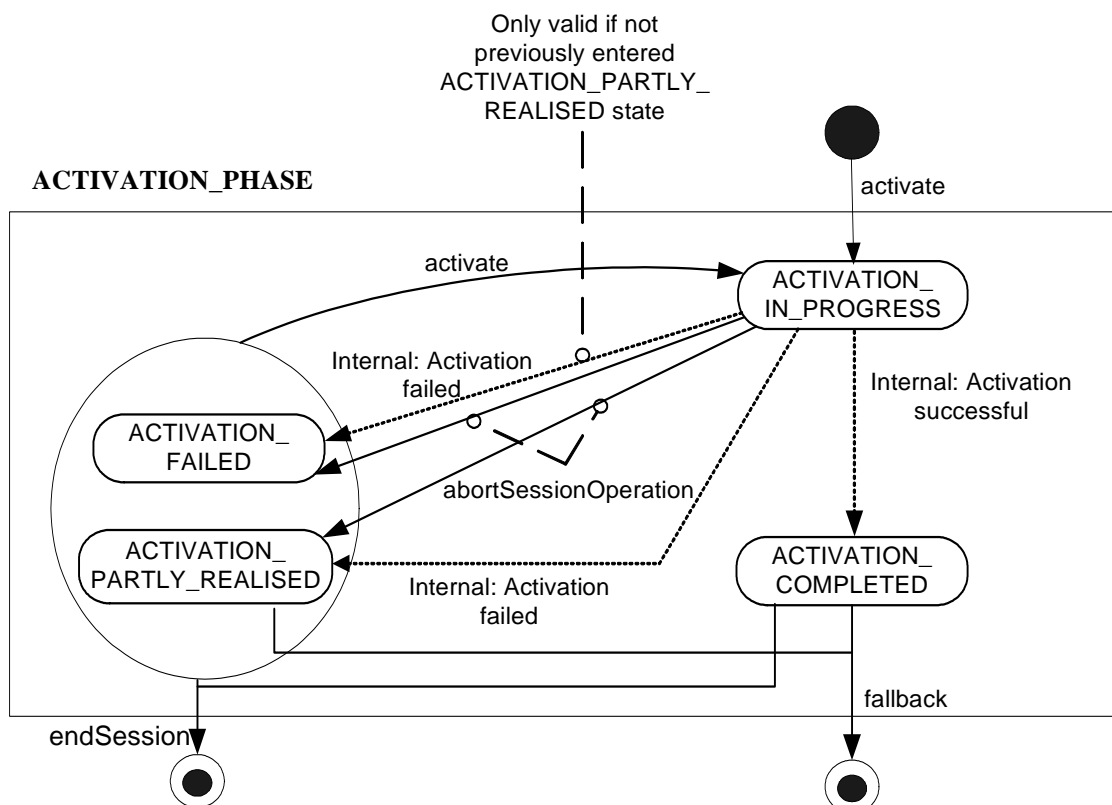 Only valid if not
previously entered
ACTIVATION_PARTLY_
REALISED state
ACTIVATION_PHASE
activate
activate
ACTIVATION_
IN_PROGRESS
Internal: Activation
failed
Internal: Activation
successful
ACTIVATION_
FAILED
abortSessionOperation
ACTIVATION_
PARTLY_REALISED
Internal: Activation
failed
ACTIVATION_
COMPLETED
fallback
endSession